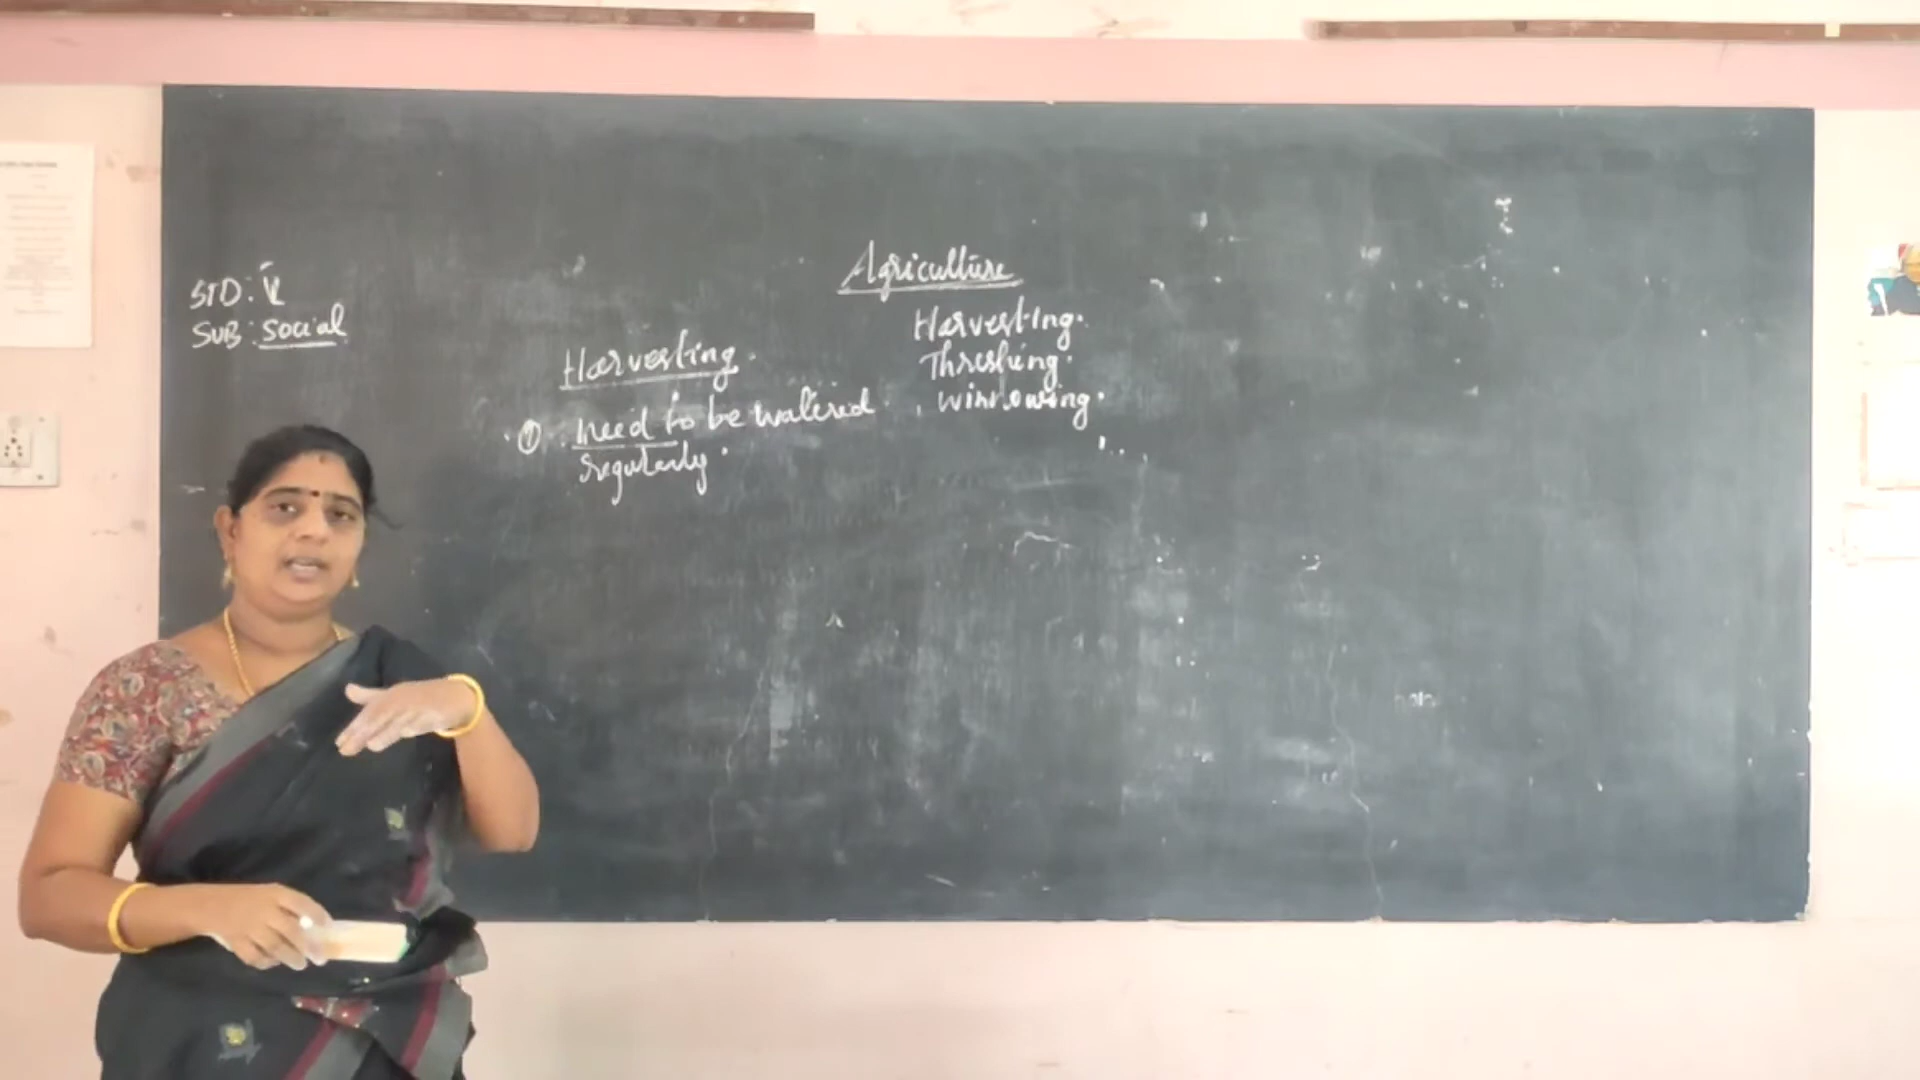 Agriculture
STD: V
SUB: Social
Harvesting.
Threshing.
Winnowing.
Harvesting.
① need to be watered
regularly.